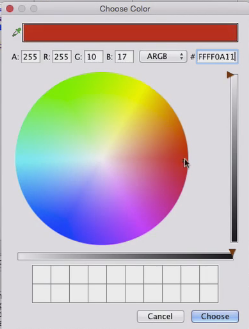 Choose Color
A: 255 R: 255 G: 10 B: 17 ARGB # FFFF0A11
Cancel Choose